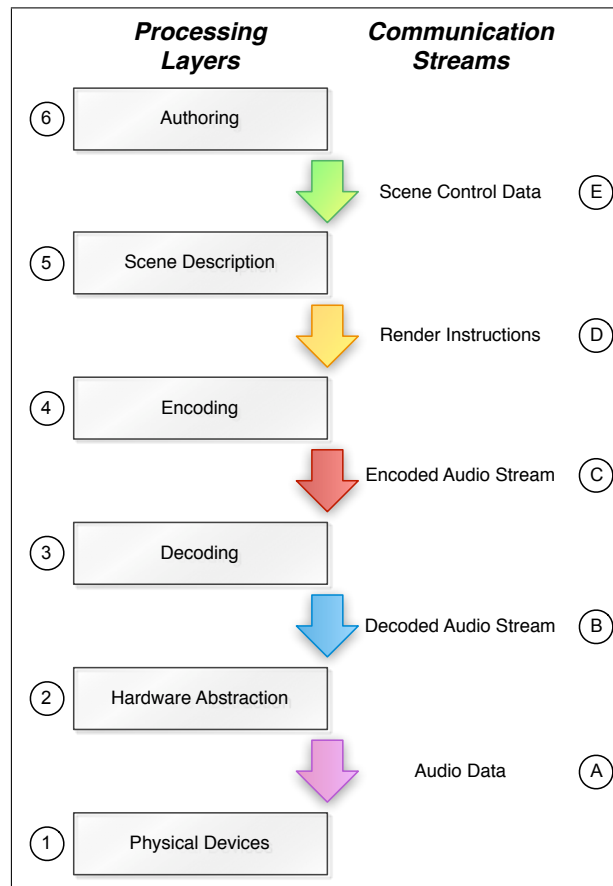 Processing Communication
Layers Streams
6 Authoring
Scene Control Data E
5 Scene Description
Render Instructions D
4 Encoding
Encoded Audio Stream C
3 Decoding
Decoded Audio Stream B
2 Hardware Abstraction
Audio Data A
1 Physical Devices